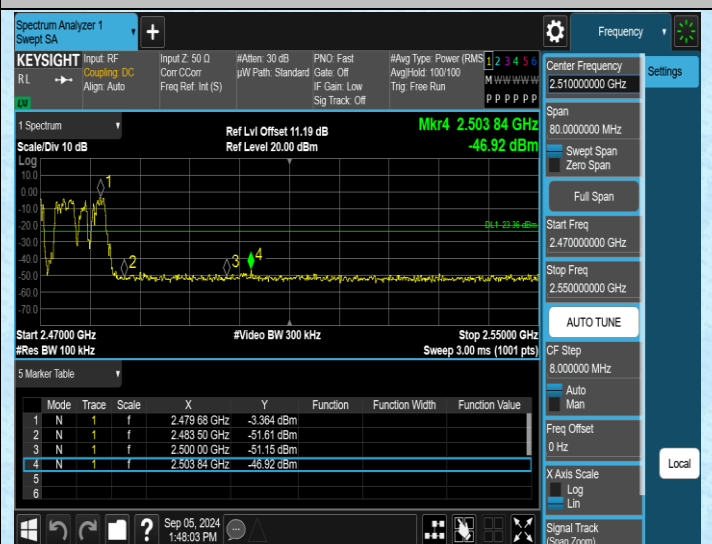 Spectrum Analyzer 1
Swept SA
+
Frequency
KEYSIGHT
RL
LXI
Input: RF
Coupling: DC
Align: Auto
Input Z: 50 Ω
Corr CCorr
Freq Ref: Int (S)
#Atten: 30 dB
µW Path: Standard
PNO: Fast
Gate: Off
IF Gain: Low
Sig Track: Off
#Avg Type: Power (RMS
Avg|Hold: 100/100
Trig: Free Run
1 2 3 4 5 6
M W W W W W
P P P P P P
1 Spectrum
Scale/Div 10 dB
Ref Lvl Offset 11.19 dB
Ref Level 20.00 dBm
Mkr4 2.503 84 GHz
-46.92 dBm
Log
10.0
0.00
-10.0
-20.0
-30.0
-40.0
-50.0
-60.0
-70.0
1
2
3
4
DL1 -23.36 dBm
Start 2.47000 GHz
#Res BW 100 kHz
#Video BW 300 kHz
Stop 2.55000 GHz
Sweep 3.00 ms (1001 pts)
5 Marker Table
Mode Trace Scale X Y Function Function Width Function Value
1 N 1 f 2.479 68 GHz -3.364 dBm
2 N 1 f 2.483 50 GHz -51.61 dBm
3 N 1 f 2.500 00 GHz -51.15 dBm
4 N 1 f 2.503 84 GHz -46.92 dBm
5
6
?
Sep 05, 2024
1:48:03 PM
Center Frequency
2.510000000 GHz
Span
80.0000000 MHz
Swept Span
Zero Span
Full Span
Start Freq
2.470000000 GHz
Stop Freq
2.550000000 GHz
AUTO TUNE
CF Step
8.000000 MHz
Auto
Man
Freq Offset
0 Hz
X Axis Scale
Log
Lin
Signal Track
(Span Zoom)
Settings
Local